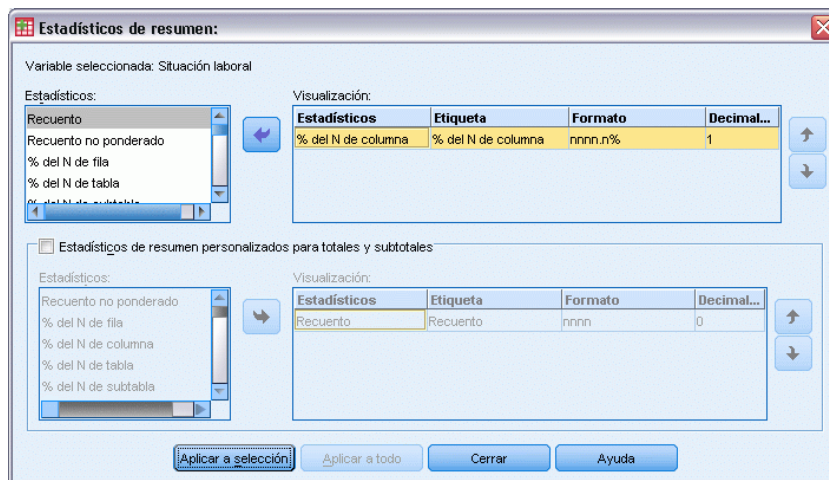 Estadísticos de resumen:
Variable seleccionada: Situación laboral
Estadísticos:
Recuento
Recuento no ponderado
% del N de fila
% del N de tabla
% del N de subtabla
Visualización:
Estadísticos Etiqueta Formato Decimal...
% del N de columna % del N de columna nnnn.n% 1
Estadísticos de resumen personalizados para totales y subtotales
Estadísticos:
Recuento no ponderado
% del N de fila
% del N de columna
% del N de tabla
% del N de subtabla
Visualización:
Estadísticos Etiqueta Formato Decimal...
Recuento Recuento nnnn 0
Aplicar a selección Aplicar a todo Cerrar Ayuda